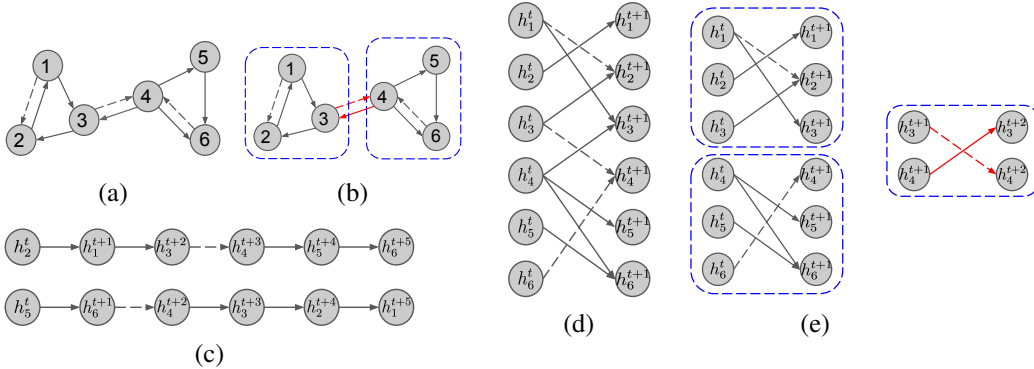 1
2
3
4
5
6
(a)
1
2
3
4
5
6
(b)
h_2^t h_1^{t+1} h_3^{t+2} h_4^{t+3} h_5^{t+4} h_6^{t+5}
h_5^t h_6^{t+1} h_4^{t+2} h_3^{t+3} h_2^{t+4} h_1^{t+5}
(c)
h_1^t h_1^{t+1}
h_2^t h_2^{t+1}
h_3^t h_3^{t+1}
h_4^t h_4^{t+1}
h_5^t h_5^{t+1}
h_6^t h_6^{t+1}
(d)
h_1^t h_1^{t+1}
h_2^t h_2^{t+1}
h_3^t h_3^{t+1}
h_4^t h_4^{t+1}
h_5^t h_5^{t+1}
h_6^t h_6^{t+1}
h_3^{t+1} h_3^{t+2}
h_4^{t+1} h_4^{t+2}
(e)